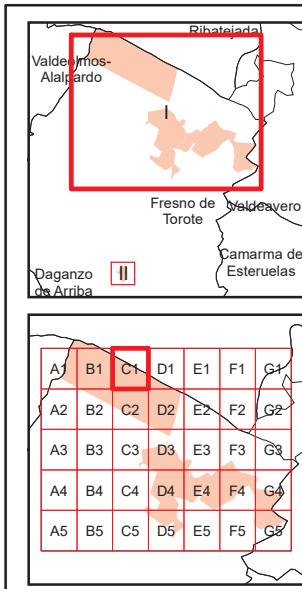 Ribatejada
Valdeolmos-
Alalpardo
I
Fresno de
Torote
Valdeavero
Camarma de
Esteruelas
Daganzo
de Arriba
II
A1 B1 C1 D1 E1 F1 G1
A2 B2 C2 D2 E2 F2 G2
A3 B3 C3 D3 E3 F3 G3
A4 B4 C4 D4 E4 F4 G4
A5 B5 C5 D5 E5 F5 G5